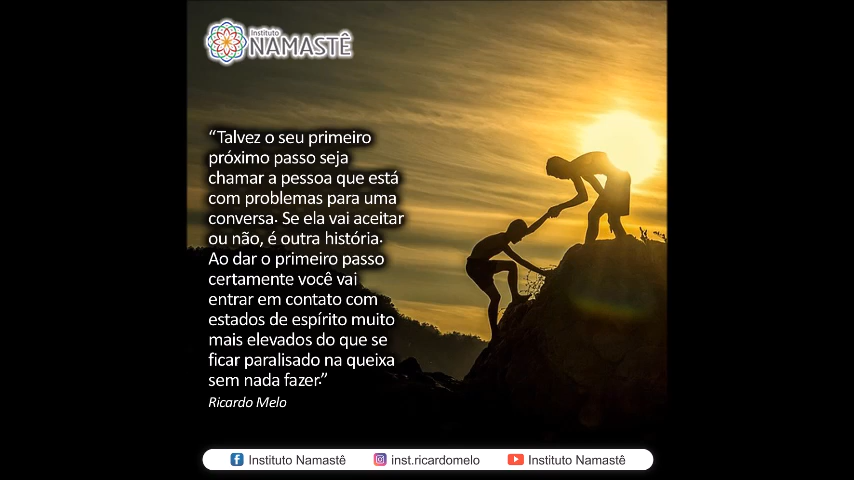 Instituto
NAMASTÊ
“Talvez o seu primeiro
próximo passo seja
chamar a pessoa que está
com problemas para uma
conversa. Se ela vai aceitar
ou não, é outra história.
Ao dar o primeiro passo
certamente você vai
entrar em contato com
estados de espírito muito
mais elevados do que se
ficar paralisado na queixa
sem nada fazer.”
Ricardo Melo
Instituto Namastê inst.ricardomelo Instituto Namastê